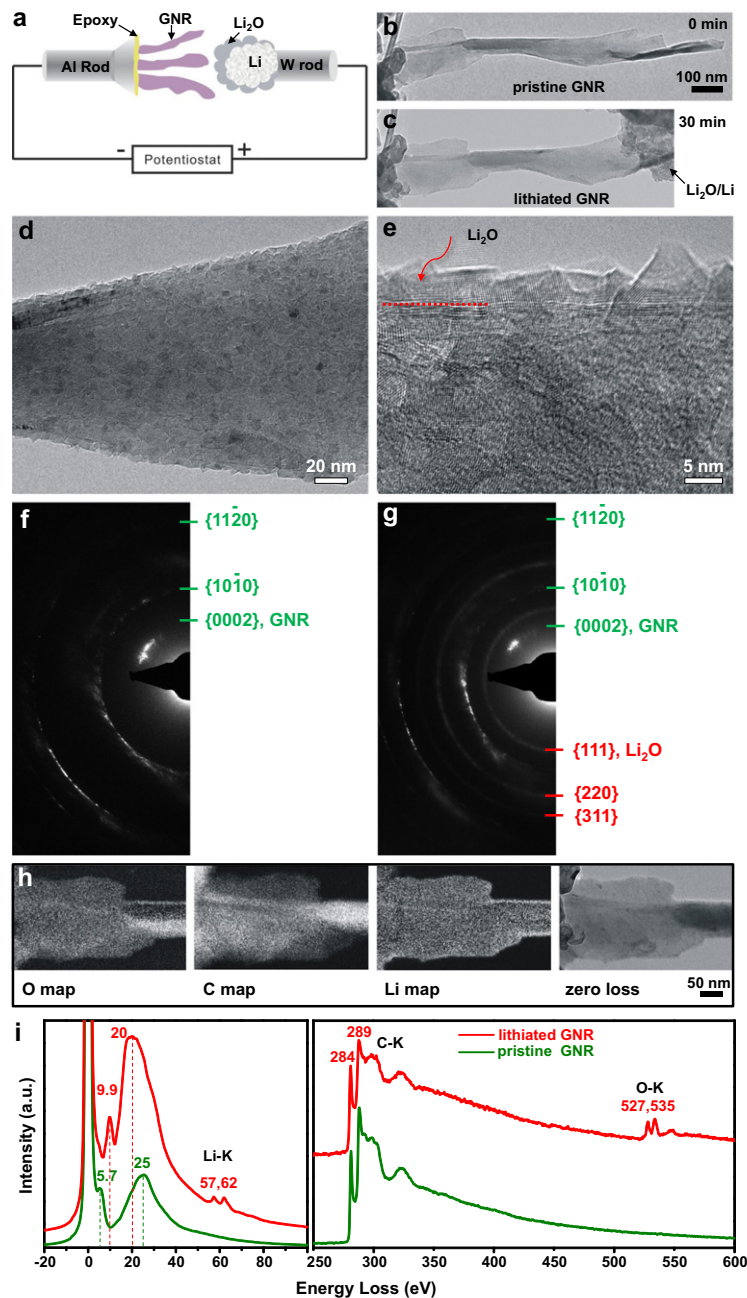 a
Epoxy
GNR
Li₂O
Al Rod
Li
W rod
-
Potentiostat
+
b
0 min
pristine GNR
100 nm
c
30 min
lithiated GNR
Li₂O/Li
d
20 nm
e
Li₂O
5 nm
f
{112̄0}
{101̄0}
{0002}, GNR
g
{112̄0}
{101̄0}
{0002}, GNR
{111}, Li₂O
{220}
{311}
h
O map
C map
Li map
zero loss
50 nm
i
Intensity (a.u.)
20
9.9
5.7
25
Li-K
57,62
-20 0 20 40 60 80
289
284
C-K
lithiated GNR
pristine GNR
O-K
527,535
250 300 350 400 450 500 550 600
Energy Loss (eV)